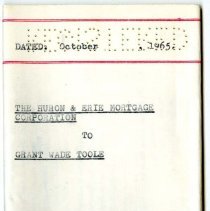 DATED: October , 1965.
THE HURON & ERIE MORTGAGE
CORPORATION
TO
GRANT WADE TOOLE